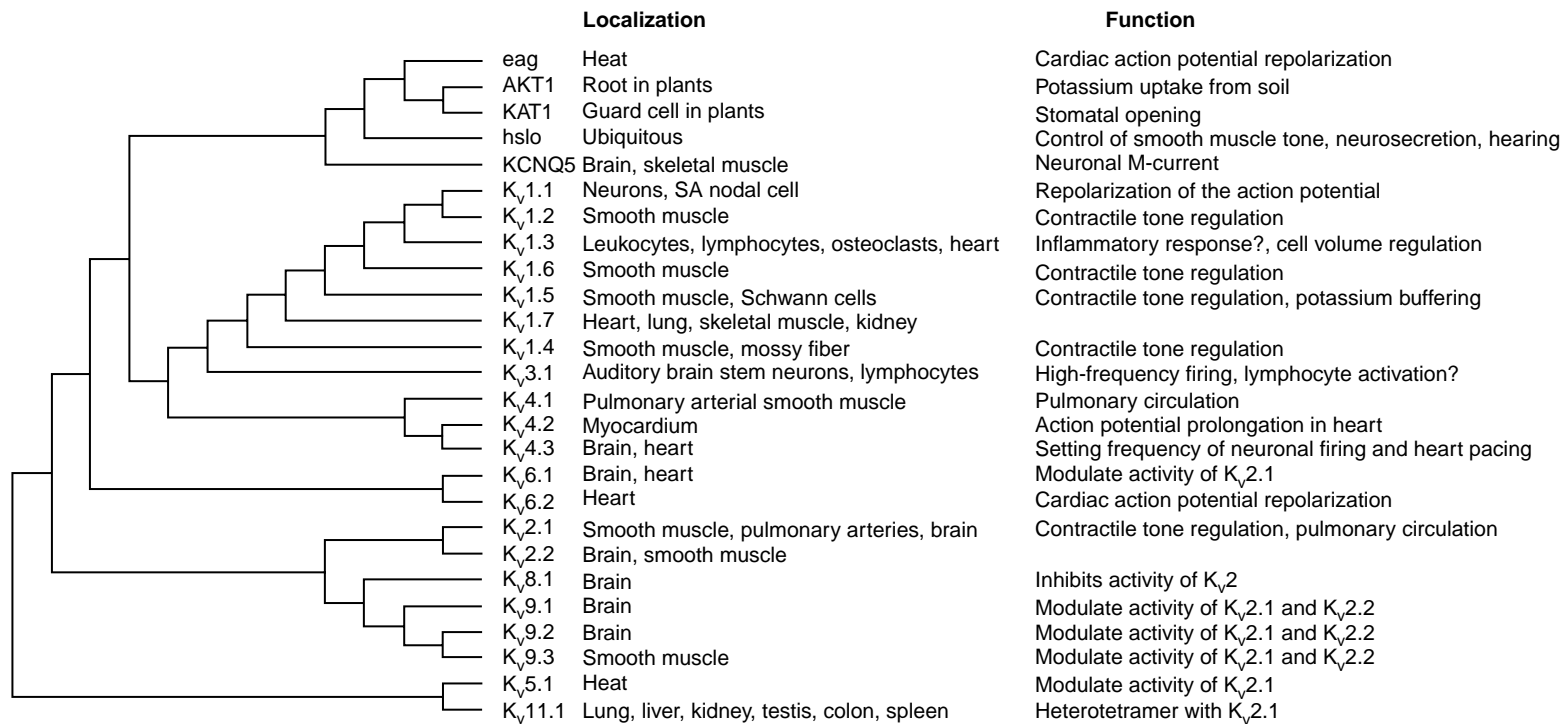 Localization Function
eag Heat Cardiac action potential repolarization
AKT1 Root in plants Potassium uptake from soil
KAT1 Guard cell in plants Stomatal opening
hslo Ubiquitous Control of smooth muscle tone, neurosecretion, hearing
KCNQ5 Brain, skeletal muscle Neuronal M-current
Kv1.1 Neurons, SA nodal cell Repolarization of the action potential
Kv1.2 Smooth muscle Contractile tone regulation
Kv1.3 Leukocytes, lymphocytes, osteoclasts, heart Inflammatory response?, cell volume regulation
Kv1.6 Smooth muscle Contractile tone regulation
Kv1.5 Smooth muscle, Schwann cells Contractile tone regulation, potassium buffering
Kv1.7 Heart, lung, skeletal muscle, kidney
Kv1.4 Smooth muscle, mossy fiber Contractile tone regulation
Kv3.1 Auditory brain stem neurons, lymphocytes High-frequency firing, lymphocyte activation?
Kv4.1 Pulmonary arterial smooth muscle Pulmonary circulation
Kv4.2 Myocardium Action potential prolongation in heart
Kv4.3 Brain, heart Setting frequency of neuronal firing and heart pacing
Kv6.1 Brain, heart Modulate activity of Kv2.1
Kv6.2 Heart Cardiac action potential repolarization
Kv2.1 Smooth muscle, pulmonary arteries, brain Contractile tone regulation, pulmonary circulation
Kv2.2 Brain, smooth muscle
Kv8.1 Brain Inhibits activity of Kv2
Kv9.1 Brain Modulate activity of Kv2.1 and Kv2.2
Kv9.2 Brain Modulate activity of Kv2.1 and Kv2.2
Kv9.3 Smooth muscle Modulate activity of Kv2.1 and Kv2.2
Kv5.1 Heat Modulate activity of Kv2.1
Kv11.1 Lung, liver, kidney, testis, colon, spleen Heterotetramer with Kv2.1